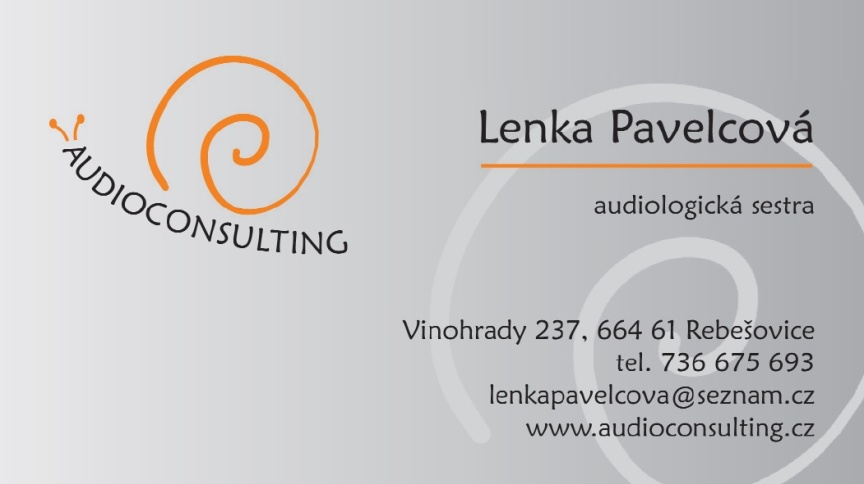 AUDIOCONSULTING
Lenka Pavelcová
audiologická sestra
Vinohrady 237, 664 61 Rebešovice
tel. 736 675 693
lenkapavelcova@seznam.cz
www.audioconsulting.cz